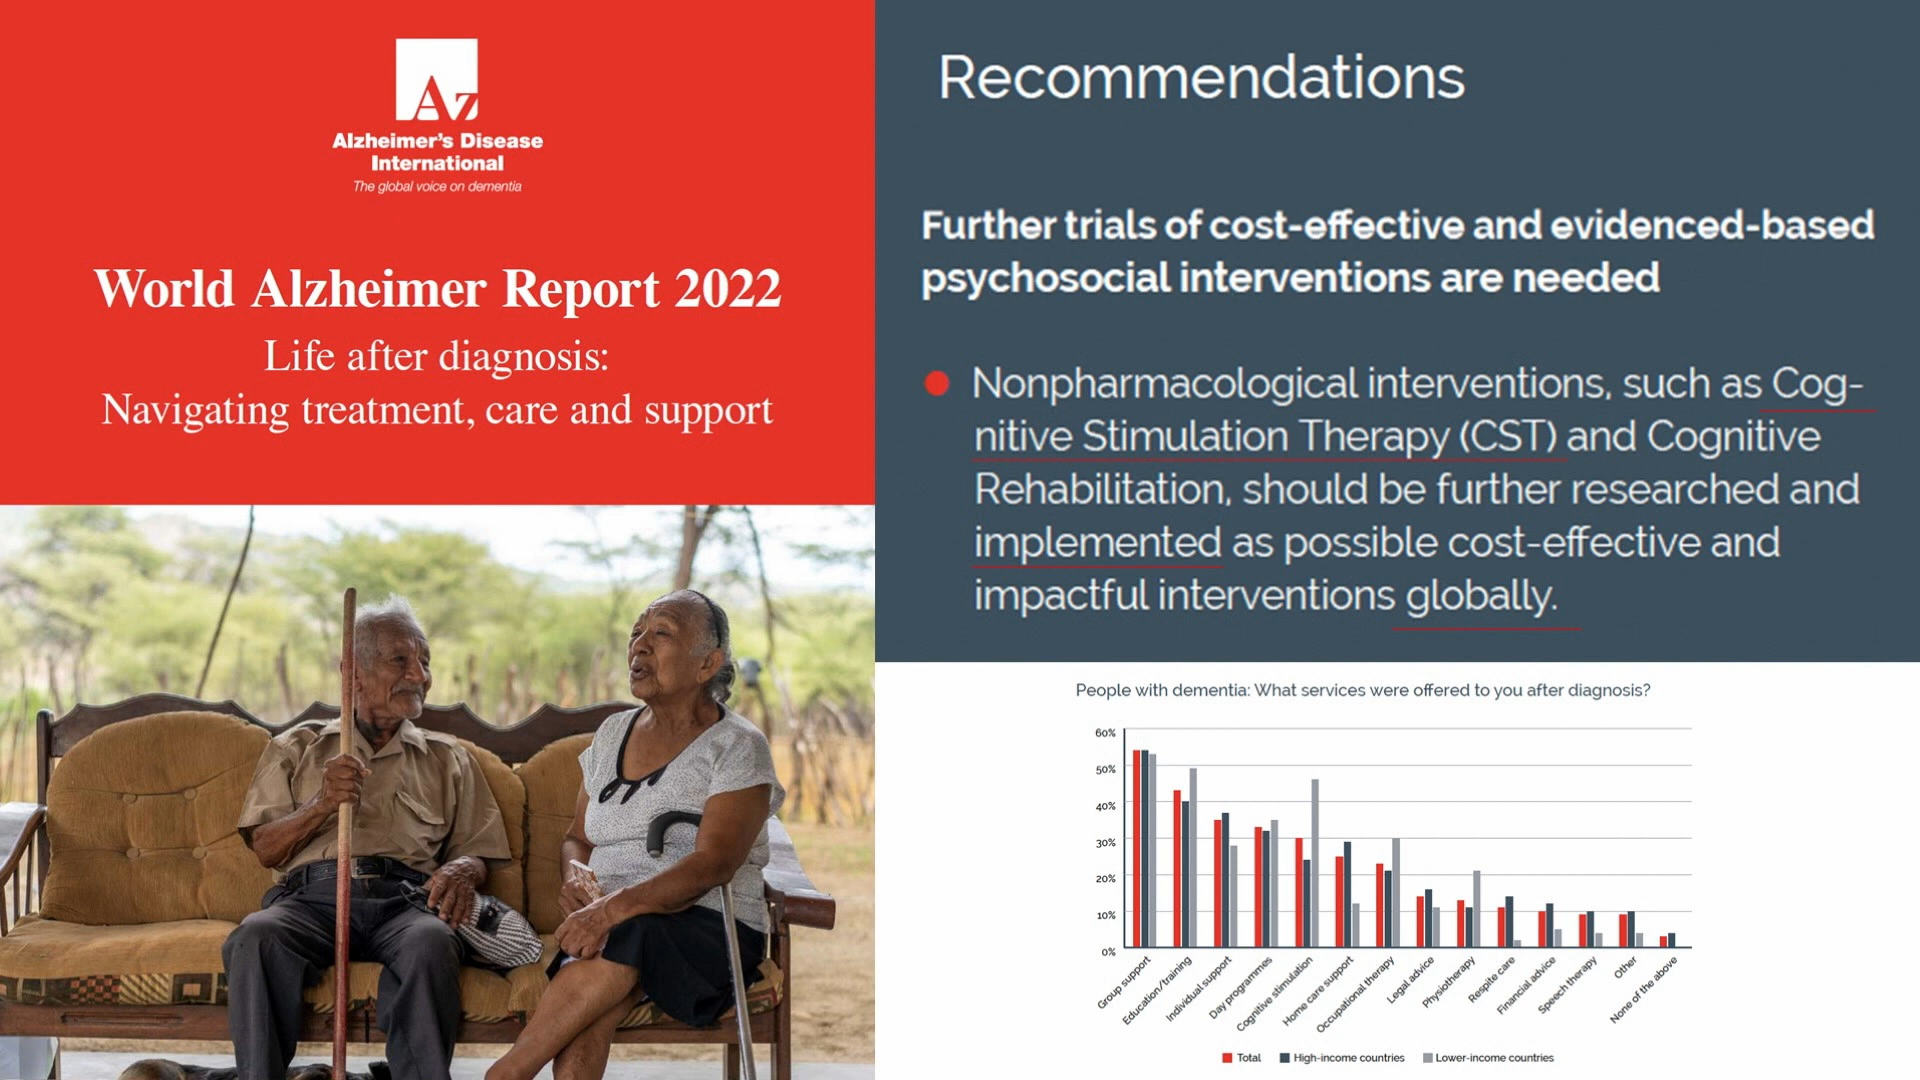 Az
Alzheimer's Disease
International
The global voice on dementia
World Alzheimer Report 2022
Life after diagnosis:
Navigating treatment, care and support
Recommendations
Further trials of cost-effective and evidenced-based
psychosocial interventions are needed
Nonpharmacological interventions, such as Cog-
nitive Stimulation Therapy (CST) and Cognitive
Rehabilitation, should be further researched and
implemented as possible cost-effective and
impactful interventions globally.
People with dementia: What services were offered to you after diagnosis?
60%
50%
40%
30%
20%
10%
0%
Group support
Education/training
Individual support
Day programmes
Cognitive stimulation
Home care support
Occupational therapy
Legal advice
Physiotherapy
Respite care
Financial advice
Speech therapy
Other
None of the above
Total
High-income countries
Lower-income countries